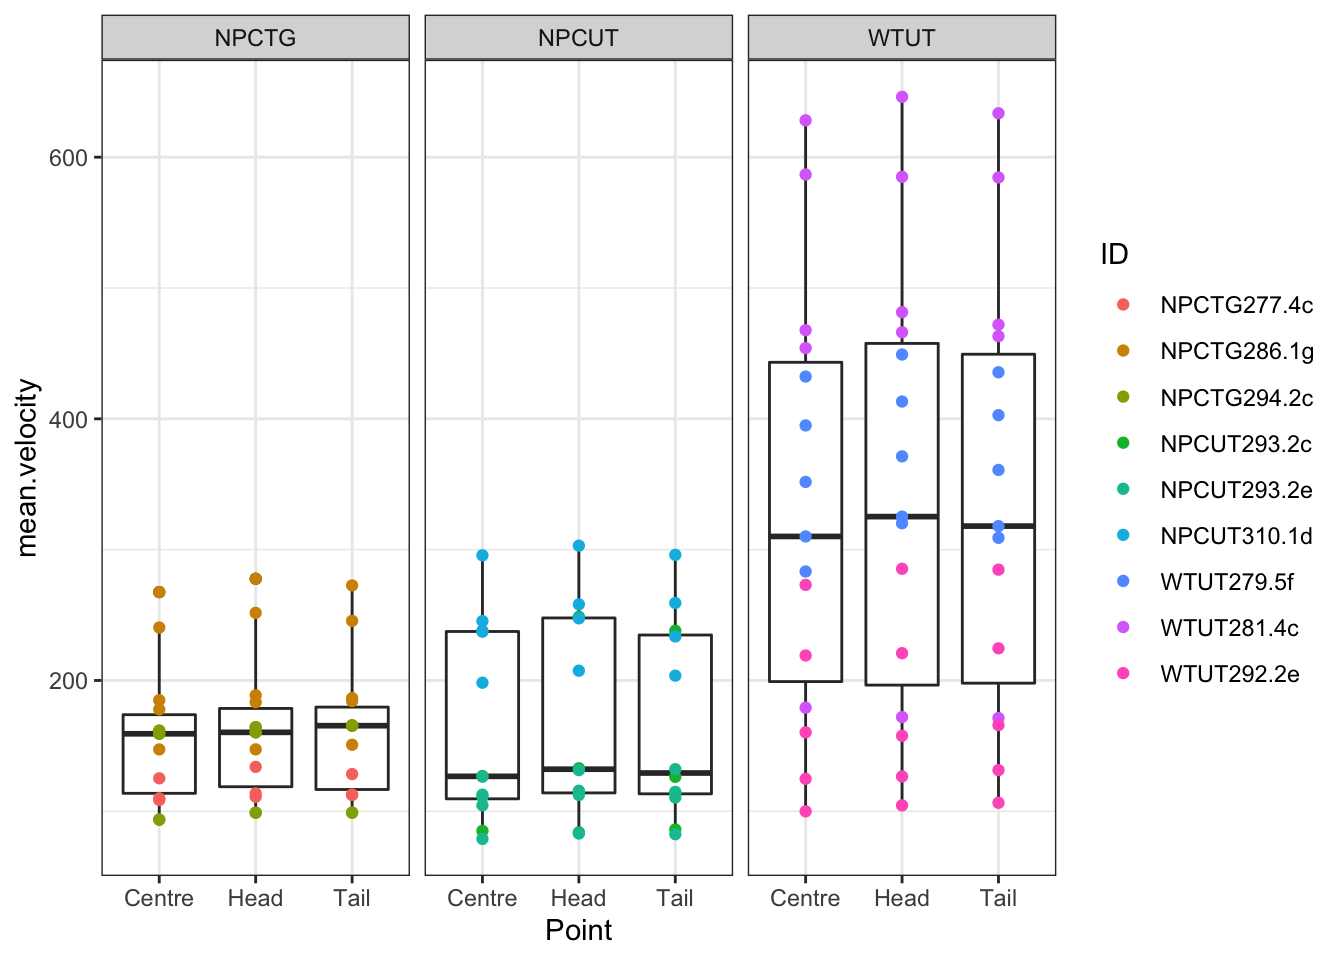 NPCTG NPCUT WTUT
600
400
200
mean.velocity
Centre Head Tail Centre Head Tail Centre Head Tail
Point
ID
NPCTG277.4c
NPCTG286.1g
NPCTG294.2c
NPCUT293.2c
NPCUT293.2e
NPCUT310.1d
WTUT279.5f
WTUT281.4c
WTUT292.2e